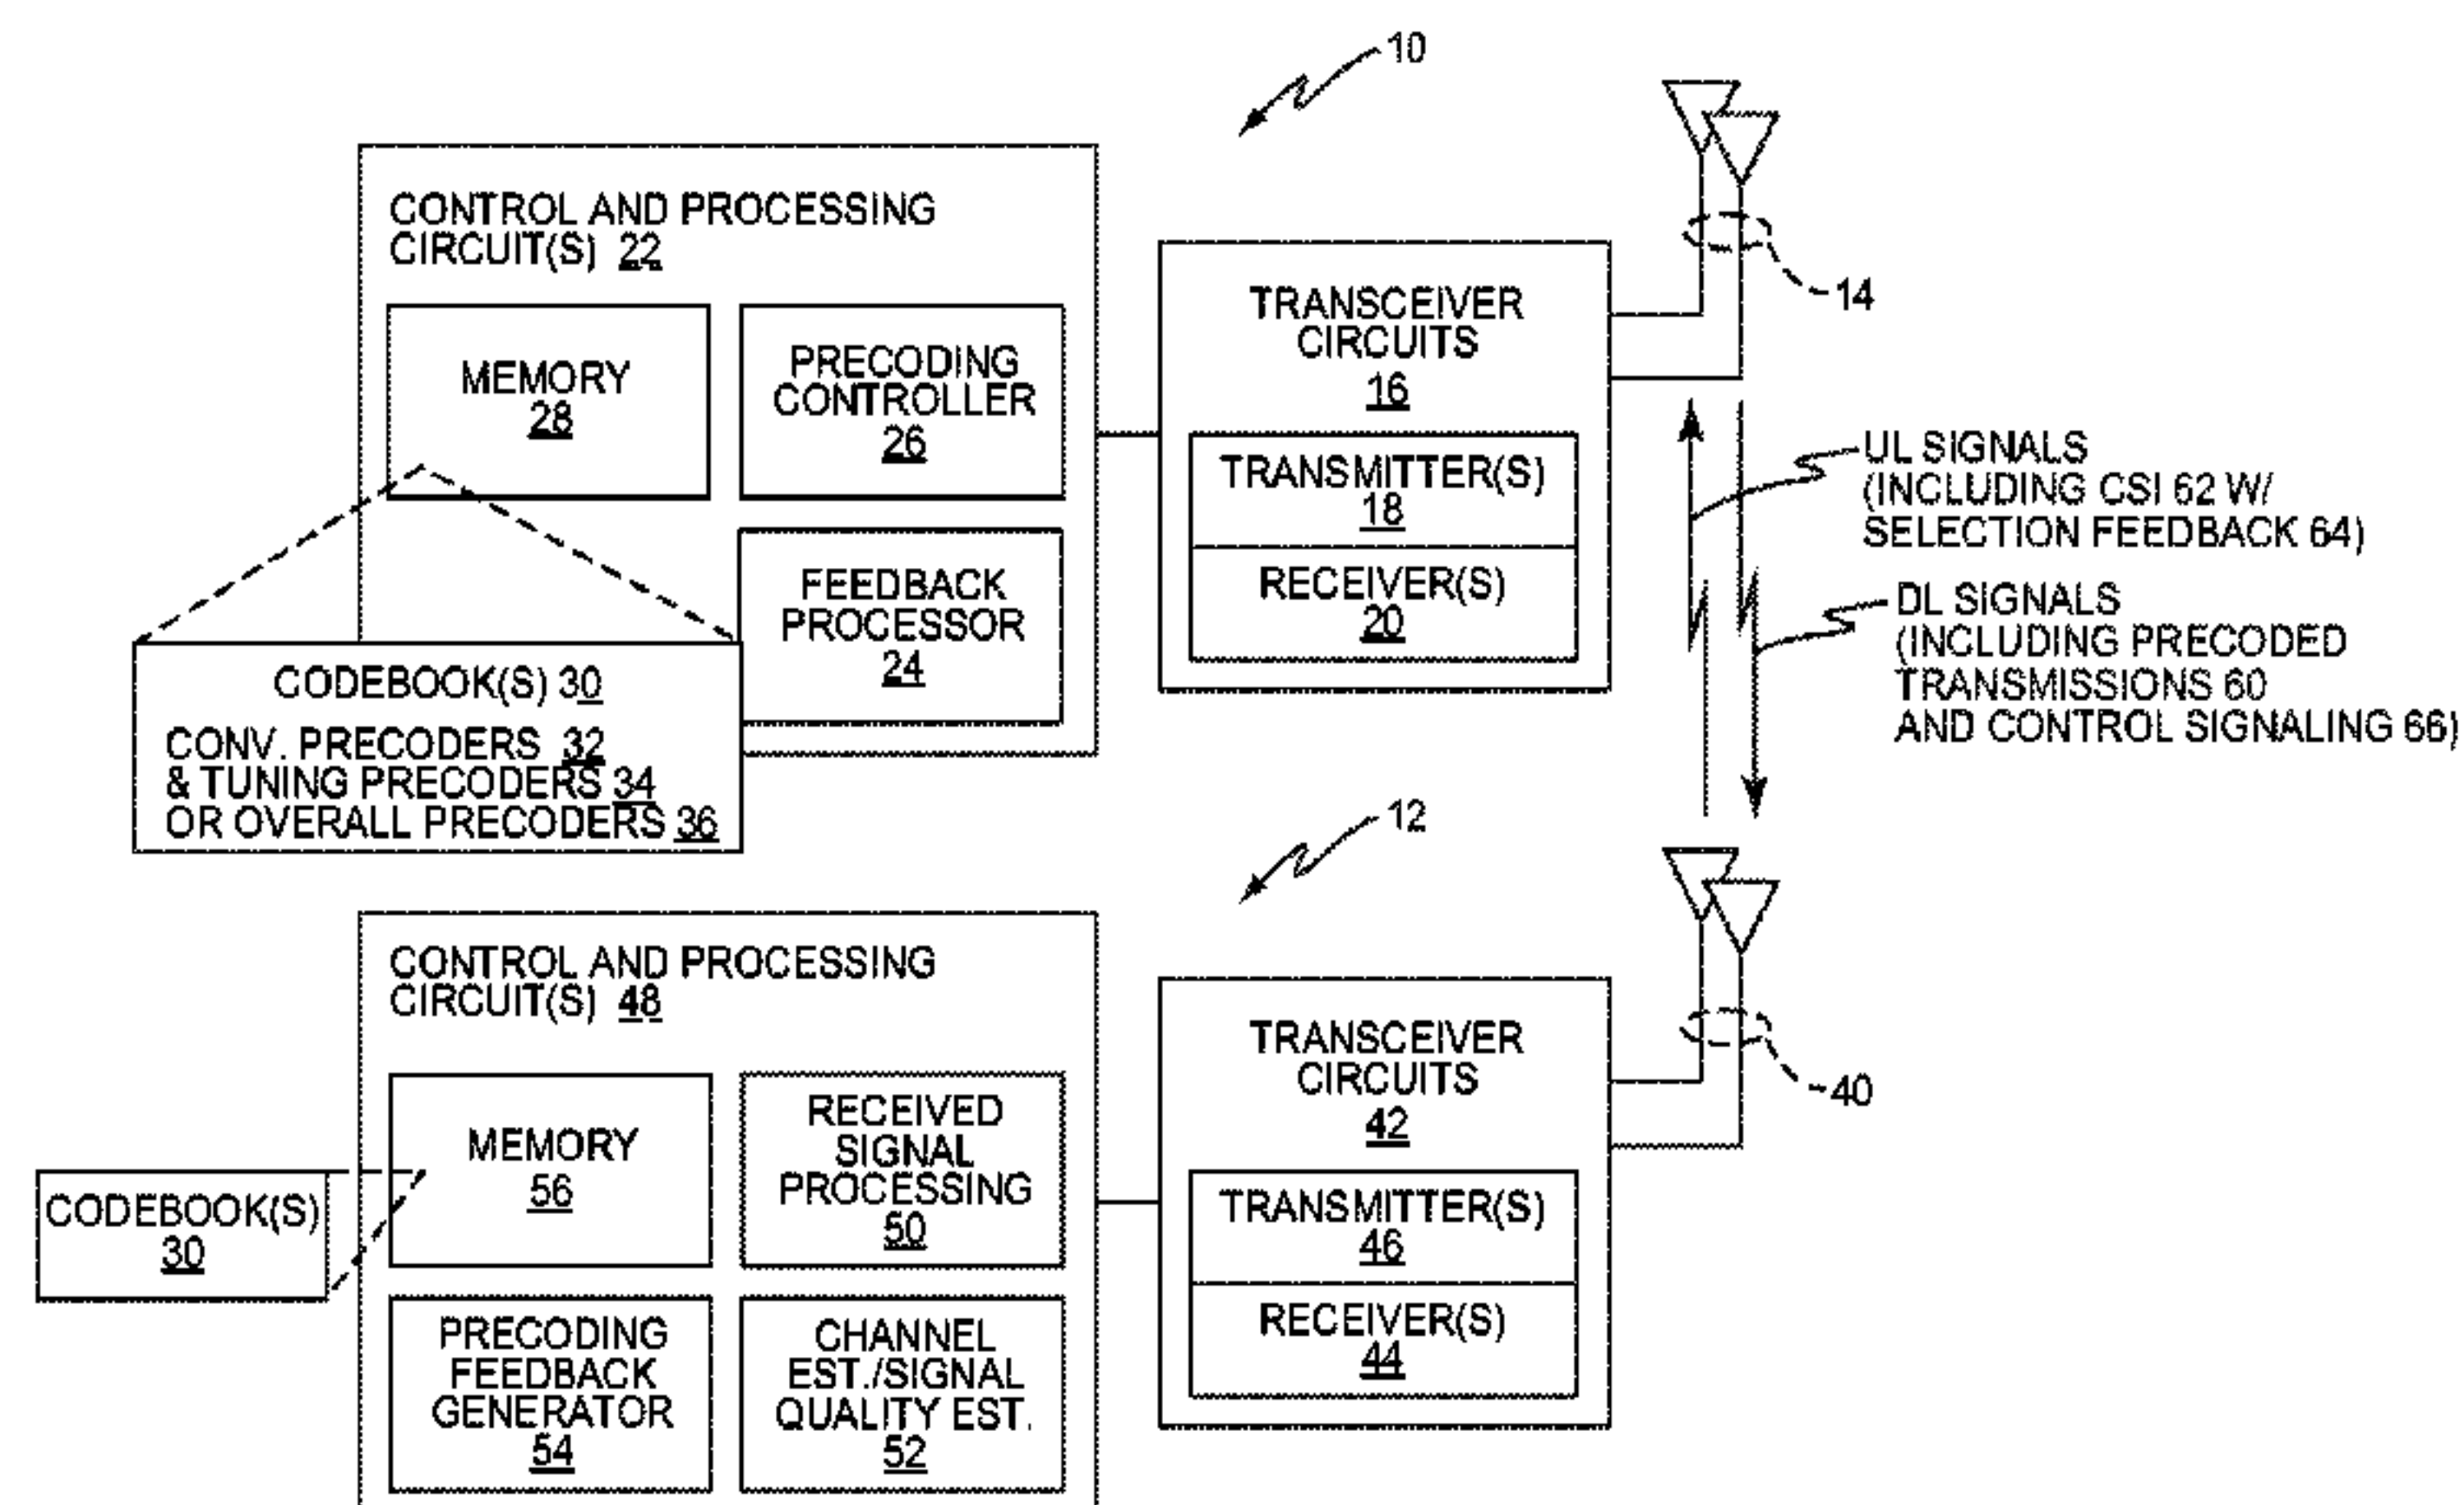 10
CONTROL AND PROCESSING
CIRCUIT(S) 22
MEMORY
28
PRECODING
CONTROLLER
26
FEEDBACK
PROCESSOR
24
CODEBOOK(S) 30
CONV. PRECODERS 32
& TUNING PRECODERS 34
OR OVERALL PRECODERS 36
TRANSCEIVER
CIRCUITS
16
TRANSMITTER(S)
18
RECEIVER(S)
20
14
UL SIGNALS
(INCLUDING CSI 62 W/
SELECTION FEEDBACK 64)
DL SIGNALS
(INCLUDING PRECODED
TRANSMISSIONS 60
AND CONTROL SIGNALING 66)
12
CONTROL AND PROCESSING
CIRCUIT(S) 48
MEMORY
56
RECEIVED
SIGNAL
PROCESSING
50
CODEBOOK(S)
30
PRECODING
FEEDBACK
GENERATOR
54
CHANNEL
EST./SIGNAL
QUALITY EST.
52
TRANSCEIVER
CIRCUITS
42
TRANSMITTER(S)
46
RECEIVER(S)
44
40